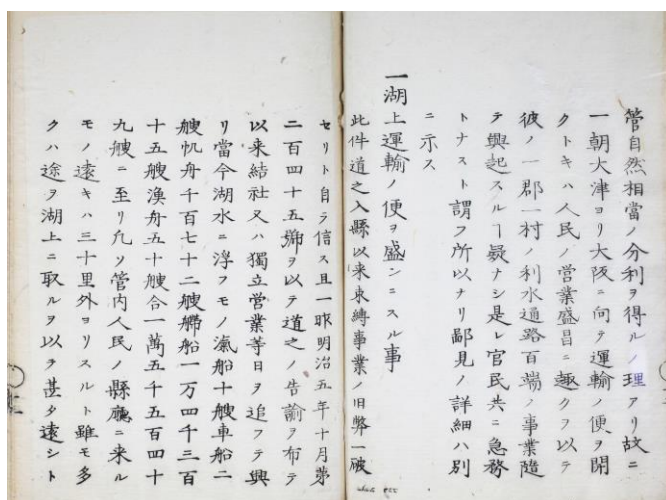 管自然相當ノ分利ヲ得ルノ理アリ故ニ
一朝大津ヨリ大阪ニ向テ運輸ノ便ヲ開
クトキハ人民ノ営業盛昌ニ趣クヲ以テ
彼ノ一郡一村ノ利水通路百端ノ事業随
テ興起スルヿ疑ナシ是レ官民共ニ急務
トナスト謂フ所以ナリ鄙見ノ詳細ハ別
ニ示ス
一湖上運輸ノ便ヲ盛ンニスル事
此件道之入縣以来束縛事業ノ旧弊一破
セリト自ラ信ス且一昨明治五年十月第
二百四十五號ヲ以テ道之ノ告諭ヲ布テ
以来結社又ハ獨立営業等日ヲ追フテ興
リ當今湖水ニ浮フモノ滊船十艘車船二
艘帆舟千百七十二艘艜船一万四千三百
十五艘漁舟五十艘合一萬五千五百四十
九艘ニ至リ凢ソ管内人民ノ縣廳ニ来ル
モノ遠キハ三十里外ヨリスルト雖モ多
クハ途ヲ湖上ニ取ルヲ以テ甚タ遠シト